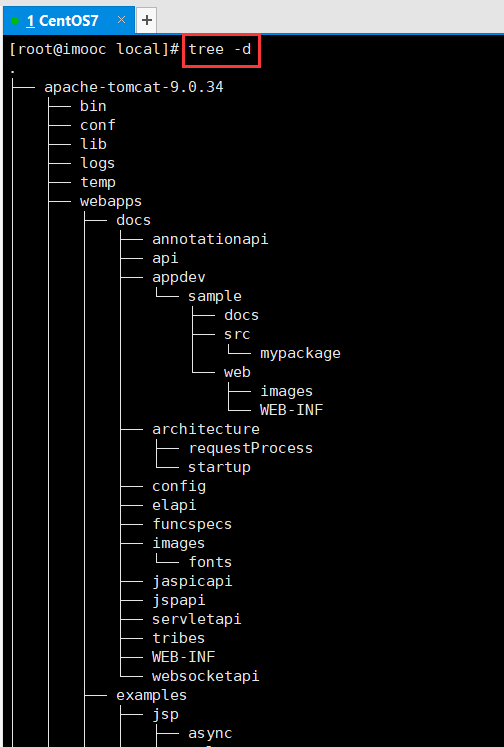 1 CentOS7 × +
[root@imooc local]# tree -d
.
├── apache-tomcat-9.0.34
│   ├── bin
│   ├── conf
│   ├── lib
│   ├── logs
│   ├── temp
│   ├── webapps
│   │   ├── docs
│   │   │   ├── annotationapi
│   │   │   ├── api
│   │   │   ├── appdev
│   │   │   │   └── sample
│   │   │   │       ├── docs
│   │   │   │       ├── src
│   │   │   │       │   └── mypackage
│   │   │   │       └── web
│   │   │   │           ├── images
│   │   │   │           └── WEB-INF
│   │   │   ├── architecture
│   │   │   │   ├── requestProcess
│   │   │   │   └── startup
│   │   │   ├── config
│   │   │   ├── elapi
│   │   │   ├── funcspecs
│   │   │   ├── images
│   │   │   │   └── fonts
│   │   │   ├── jaspicapi
│   │   │   ├── jspapi
│   │   │   ├── servletapi
│   │   │   ├── tribes
│   │   │   ├── WEB-INF
│   │   │   └── websocketapi
│   │   ├── examples
│   │   │   ├── jsp
│   │   │   │   ├── async